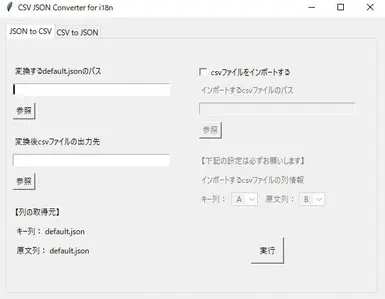 CSV JSON Converter for i18n
JSON to CSV
CSV to JSON
変換するdefault.jsonのパス
参照
変換後csvファイルの出力先
参照
【列の取得元】
キー列： default.json
原文列： default.json
csvファイルをインポートする
インポートするcsvファイルのパス
参照
【下記の設定は必ずお願いします】
インポートするcsvファイルの列情報
キー列： A 原文列： B
実行